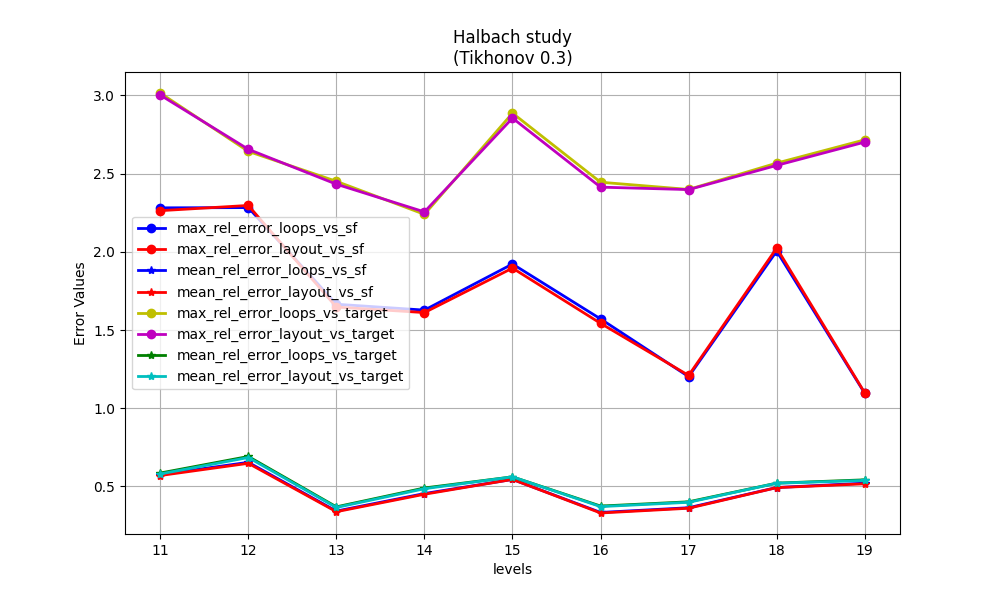 Halbach study
(Tikhonov 0.3)
Error Values
3.0
2.5
2.0
1.5
1.0
0.5
max_rel_error_loops_vs_sf
max_rel_error_layout_vs_sf
mean_rel_error_loops_vs_sf
mean_rel_error_layout_vs_sf
max_rel_error_loops_vs_target
max_rel_error_layout_vs_target
mean_rel_error_loops_vs_target
mean_rel_error_layout_vs_target
11 12 13 14 15 16 17 18 19
levels